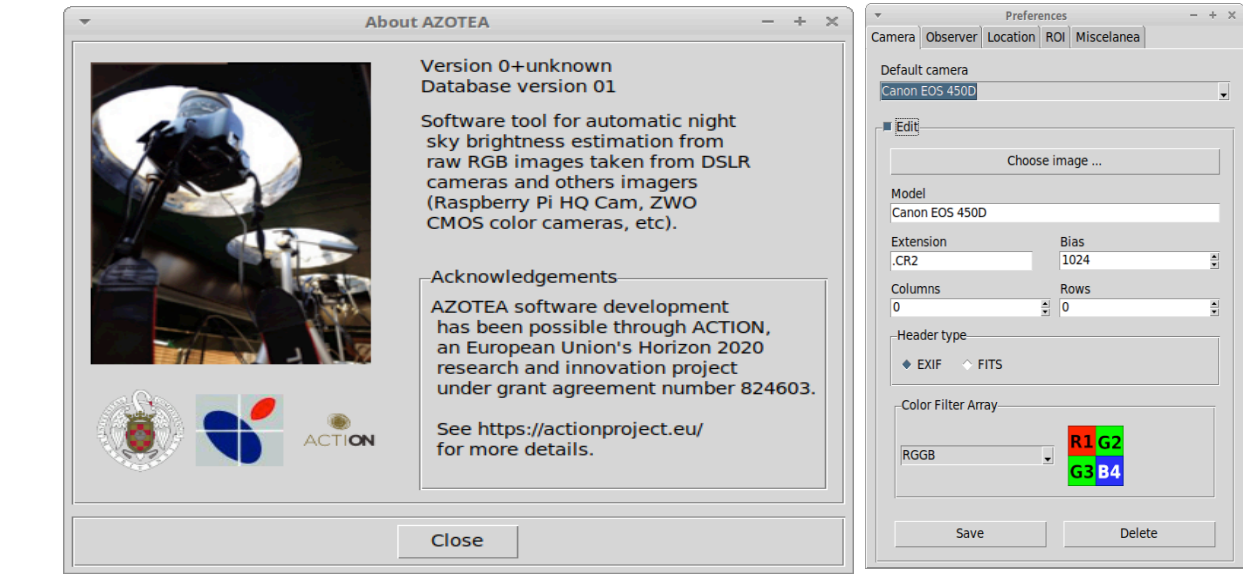 About AZOTEA
Version 0+unknown
Database version 01
Software tool for automatic night
sky brightness estimation from
raw RGB images taken from DSLR
cameras and others imagers
(Raspberry Pi HQ Cam, ZWO
CMOS color cameras, etc).
Acknowledgements
AZOTEA software development
has been possible through ACTION,
an European Union's Horizon 2020
research and innovation project
under grant agreement number 824603.
See https://actionproject.eu/
for more details.
ACTION
Close
Preferences
Camera Observer Location ROI Miscelanea
Default camera
Canon EOS 450D
Edit
Choose image ...
Model
Canon EOS 450D
Extension Bias
.CR2 1024
Columns Rows
0 0
Header type
EXIF FITS
Color Filter Array
RGGB
R1 G2
G3 B4
Save Delete